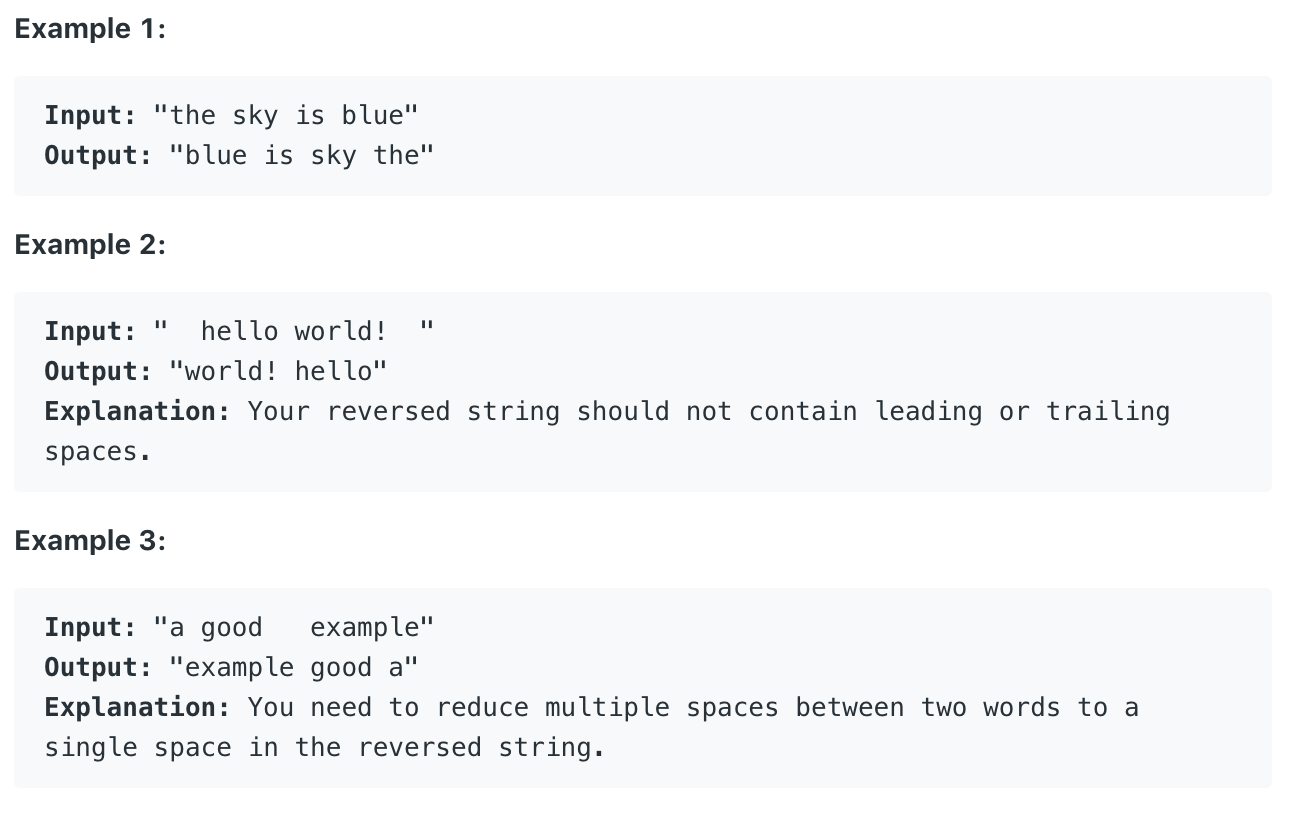 Example 1:
Input: "the sky is blue"
Output: "blue is sky the"
Example 2:
Input: "  hello world!  "
Output: "world! hello"
Explanation: Your reversed string should not contain leading or trailing
spaces.
Example 3:
Input: "a good   example"
Output: "example good a"
Explanation: You need to reduce multiple spaces between two words to a
single space in the reversed string.